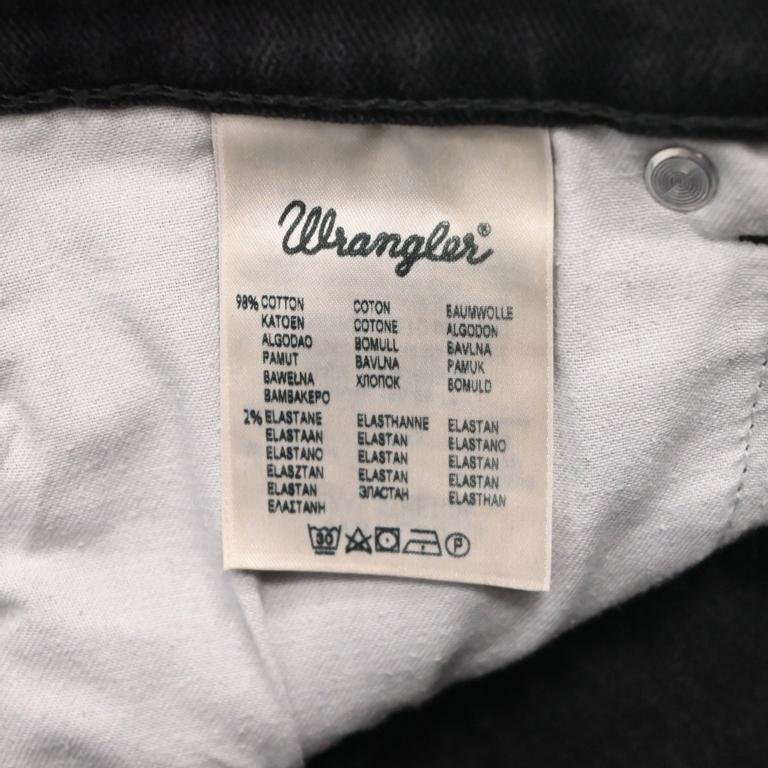 Wrangler®
98% COTTON COTON BAUMWOLLE
KATOEN COTONE ALGODON
ALGODAO BOMULL BAVLNA
PAMUT BAVLNA PAMUK
BAWEŁNA ХЛОПОК BOMULD
BAMBAKEPO
2% ELASTANE ELASTHANNE ELASTAN
ELASTAAN ELASTAN ELASTANO
ELASTANO ELASTAN ELASTAN
ELASZTAN ELASTAN ELASTAN
ELASTAN ЭЛАСТАН ELASTHAN
ΕΛΑΣΤΑΝΗ
30 P